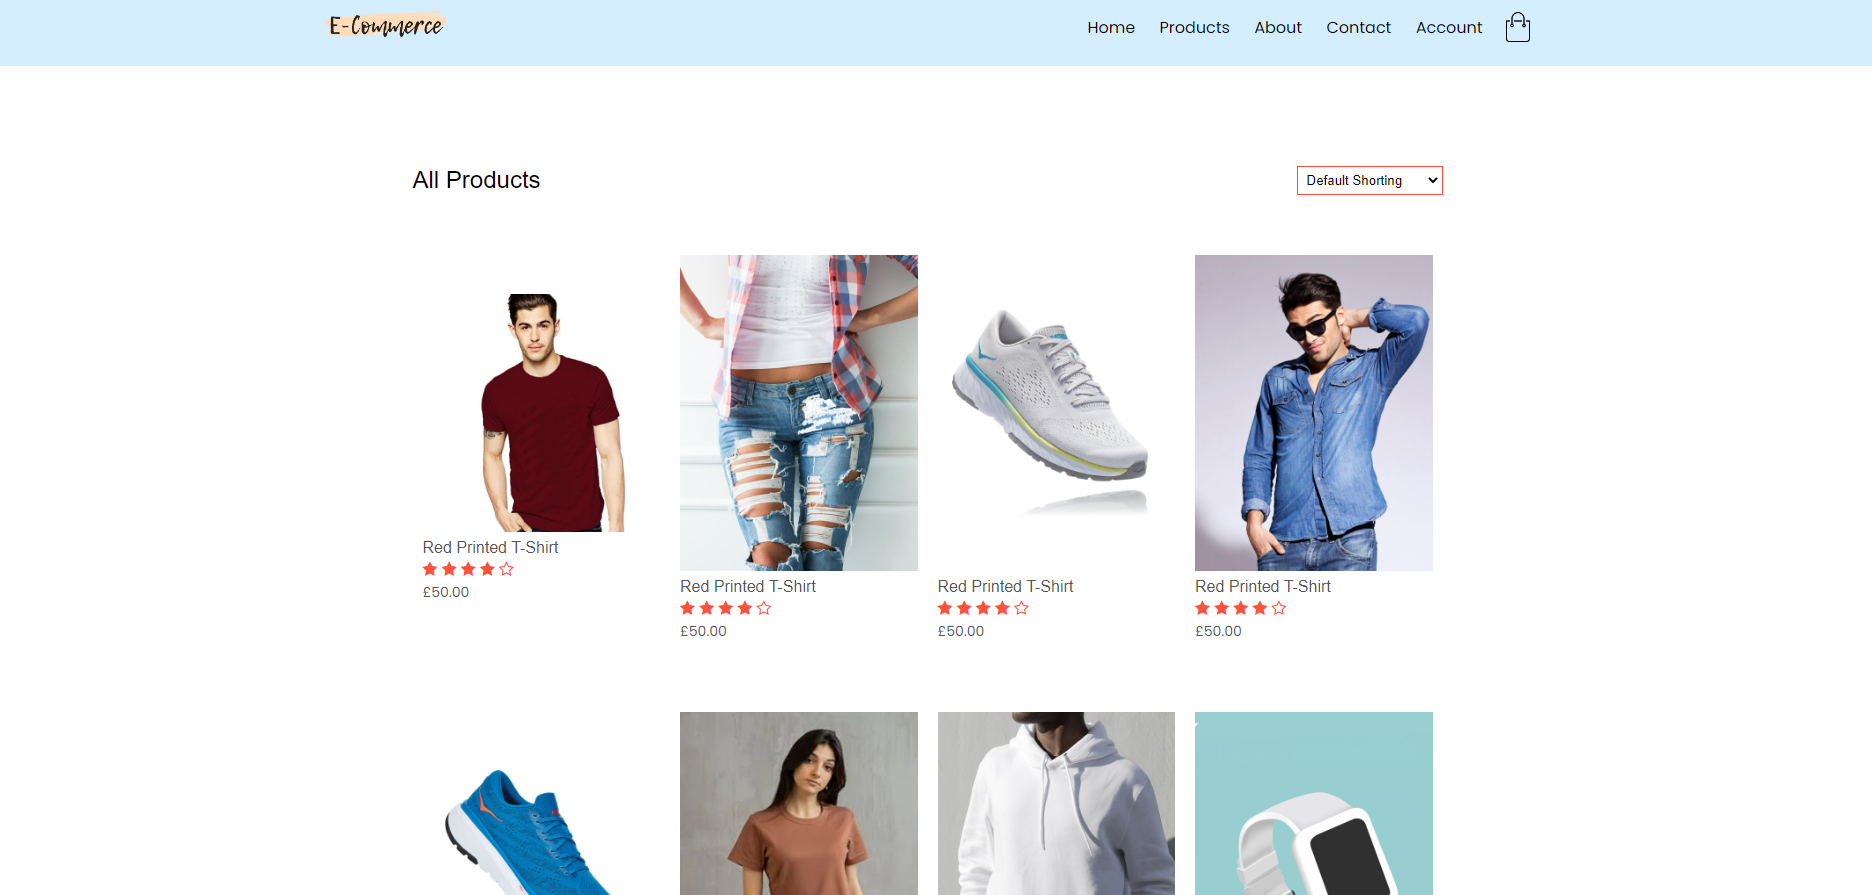 E-Commerce
Home Products About Contact Account
All Products
Default Shorting
Red Printed T-Shirt
£50.00
Red Printed T-Shirt
£50.00
Red Printed T-Shirt
£50.00
Red Printed T-Shirt
£50.00